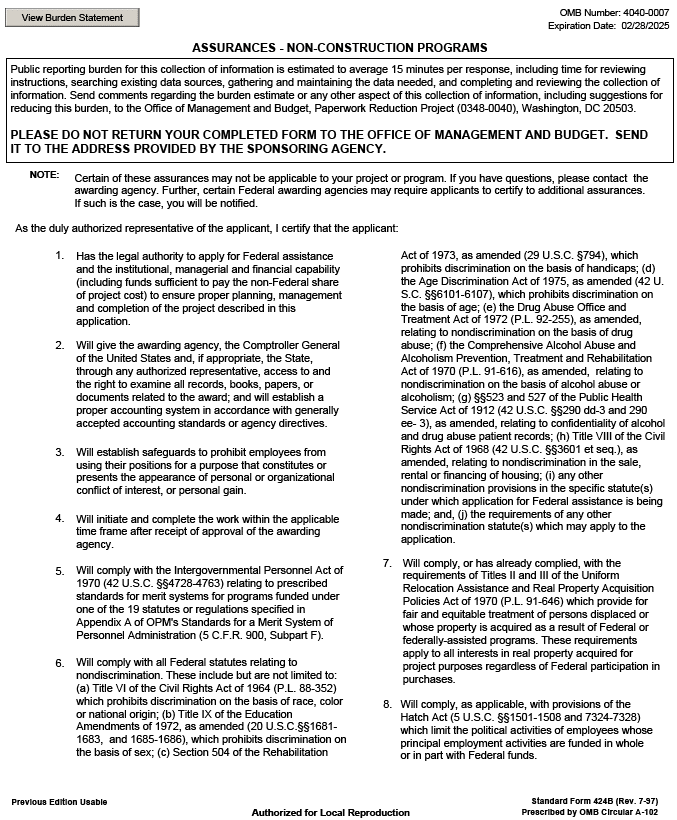 View Burden Statement
OMB Number: 4040-0007
Expiration Date: 02/28/2025
ASSURANCES - NON-CONSTRUCTION PROGRAMS
Public reporting burden for this collection of information is estimated to average 15 minutes per response, including time for reviewing
instructions, searching existing data sources, gathering and maintaining the data needed, and completing and reviewing the collection of
information. Send comments regarding the burden estimate or any other aspect of this collection of information, including suggestions for
reducing this burden, to the Office of Management and Budget, Paperwork Reduction Project (0348-0040), Washington, DC 20503.
PLEASE DO NOT RETURN YOUR COMPLETED FORM TO THE OFFICE OF MANAGEMENT AND BUDGET. SEND
IT TO THE ADDRESS PROVIDED BY THE SPONSORING AGENCY.
NOTE: Certain of these assurances may not be applicable to your project or program. If you have questions, please contact the
awarding agency. Further, certain Federal awarding agencies may require applicants to certify to additional assurances.
If such is the case, you will be notified.
As the duly authorized representative of the applicant, I certify that the applicant:
1. Has the legal authority to apply for Federal assistance
and the institutional, managerial and financial capability
(including funds sufficient to pay the non-Federal share
of project cost) to ensure proper planning, management
and completion of the project described in this
application.
2. Will give the awarding agency, the Comptroller General
of the United States and, if appropriate, the State,
through any authorized representative, access to and
the right to examine all records, books, papers, or
documents related to the award; and will establish a
proper accounting system in accordance with generally
accepted accounting standards or agency directives.
3. Will establish safeguards to prohibit employees from
using their positions for a purpose that constitutes or
presents the appearance of personal or organizational
conflict of interest, or personal gain.
4. Will initiate and complete the work within the applicable
time frame after receipt of approval of the awarding
agency.
5. Will comply with the Intergovernmental Personnel Act of
1970 (42 U.S.C. §§4728-4763) relating to prescribed
standards for merit systems for programs funded under
one of the 19 statutes or regulations specified in
Appendix A of OPM's Standards for a Merit System of
Personnel Administration (5 C.F.R. 900, Subpart F).
6. Will comply with all Federal statutes relating to
nondiscrimination. These include but are not limited to:
(a) Title VI of the Civil Rights Act of 1964 (P.L. 88-352)
which prohibits discrimination on the basis of race, color
or national origin; (b) Title IX of the Education
Amendments of 1972, as amended (20 U.S.C.§§1681-
1683, and 1685-1686), which prohibits discrimination on
the basis of sex; (c) Section 504 of the Rehabilitation
Act of 1973, as amended (29 U.S.C. §794), which
prohibits discrimination on the basis of handicaps; (d)
the Age Discrimination Act of 1975, as amended (42 U.
S.C. §§6101-6107), which prohibits discrimination on
the basis of age; (e) the Drug Abuse Office and
Treatment Act of 1972 (P.L. 92-255), as amended,
relating to nondiscrimination on the basis of drug
abuse; (f) the Comprehensive Alcohol Abuse and
Alcoholism Prevention, Treatment and Rehabilitation
Act of 1970 (P.L. 91-616), as amended, relating to
nondiscrimination on the basis of alcohol abuse or
alcoholism; (g) §§523 and 527 of the Public Health
Service Act of 1912 (42 U.S.C. §§290 dd-3 and 290
ee- 3), as amended, relating to confidentiality of alcohol
and drug abuse patient records; (h) Title VIII of the Civil
Rights Act of 1968 (42 U.S.C. §§3601 et seq.), as
amended, relating to nondiscrimination in the sale,
rental or financing of housing; (i) any other
nondiscrimination provisions in the specific statute(s)
under which application for Federal assistance is being
made; and, (j) the requirements of any other
nondiscrimination statute(s) which may apply to the
application.
7. Will comply, or has already complied, with the
requirements of Titles II and III of the Uniform
Relocation Assistance and Real Property Acquisition
Policies Act of 1970 (P.L. 91-646) which provide for
fair and equitable treatment of persons displaced or
whose property is acquired as a result of Federal or
federally-assisted programs. These requirements
apply to all interests in real property acquired for
project purposes regardless of Federal participation in
purchases.
8. Will comply, as applicable, with provisions of the
Hatch Act (5 U.S.C. §§1501-1508 and 7324-7328)
which limit the political activities of employees whose
principal employment activities are funded in whole
or in part with Federal funds.
Previous Edition Usable
Authorized for Local Reproduction
Standard Form 424B (Rev. 7-97)
Prescribed by OMB Circular A-102